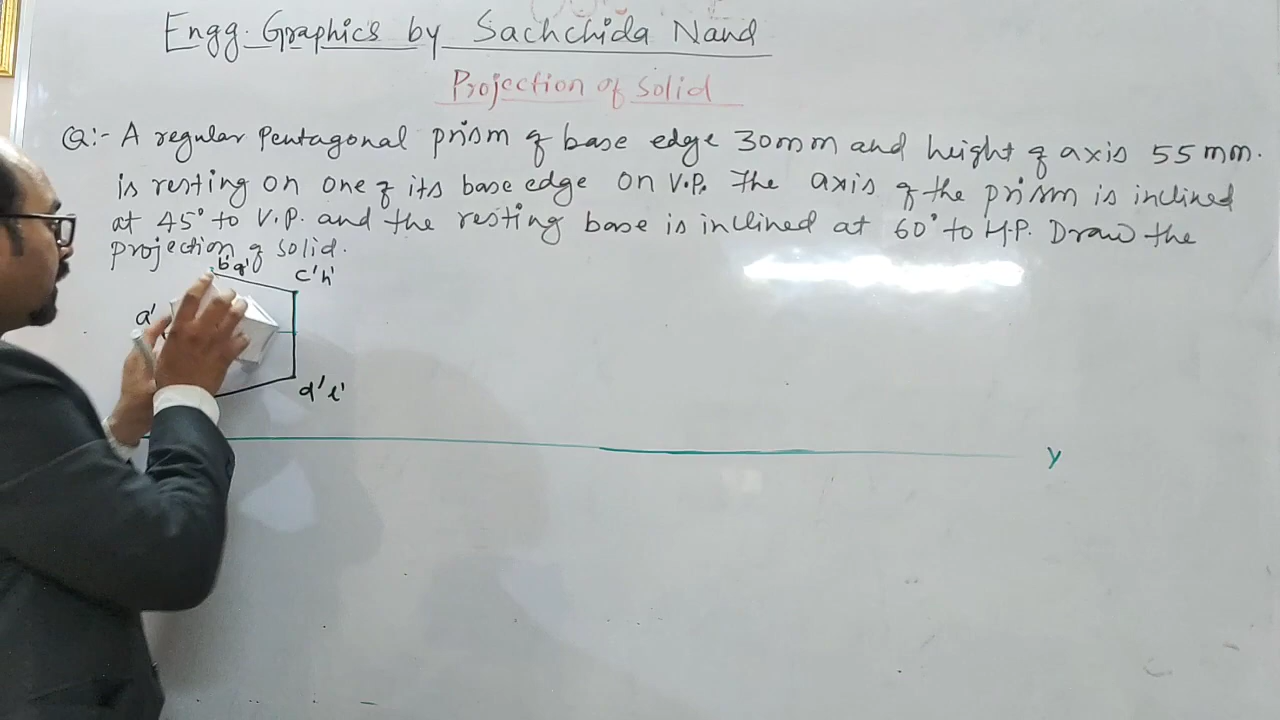 Engg. Graphics by Sachchida Nand
Projection of Solid
Q:- A regular Pentagonal prism of base edge 30mm and height of axis 55mm.
is resting on one of its base edge on V.P. The axis of the prism is inclined
at 45° to V.P. and the resting base is inclined at 60° to H.P. Draw the
projection of solid.
b'g'
c'h'
a'
d'i'
y